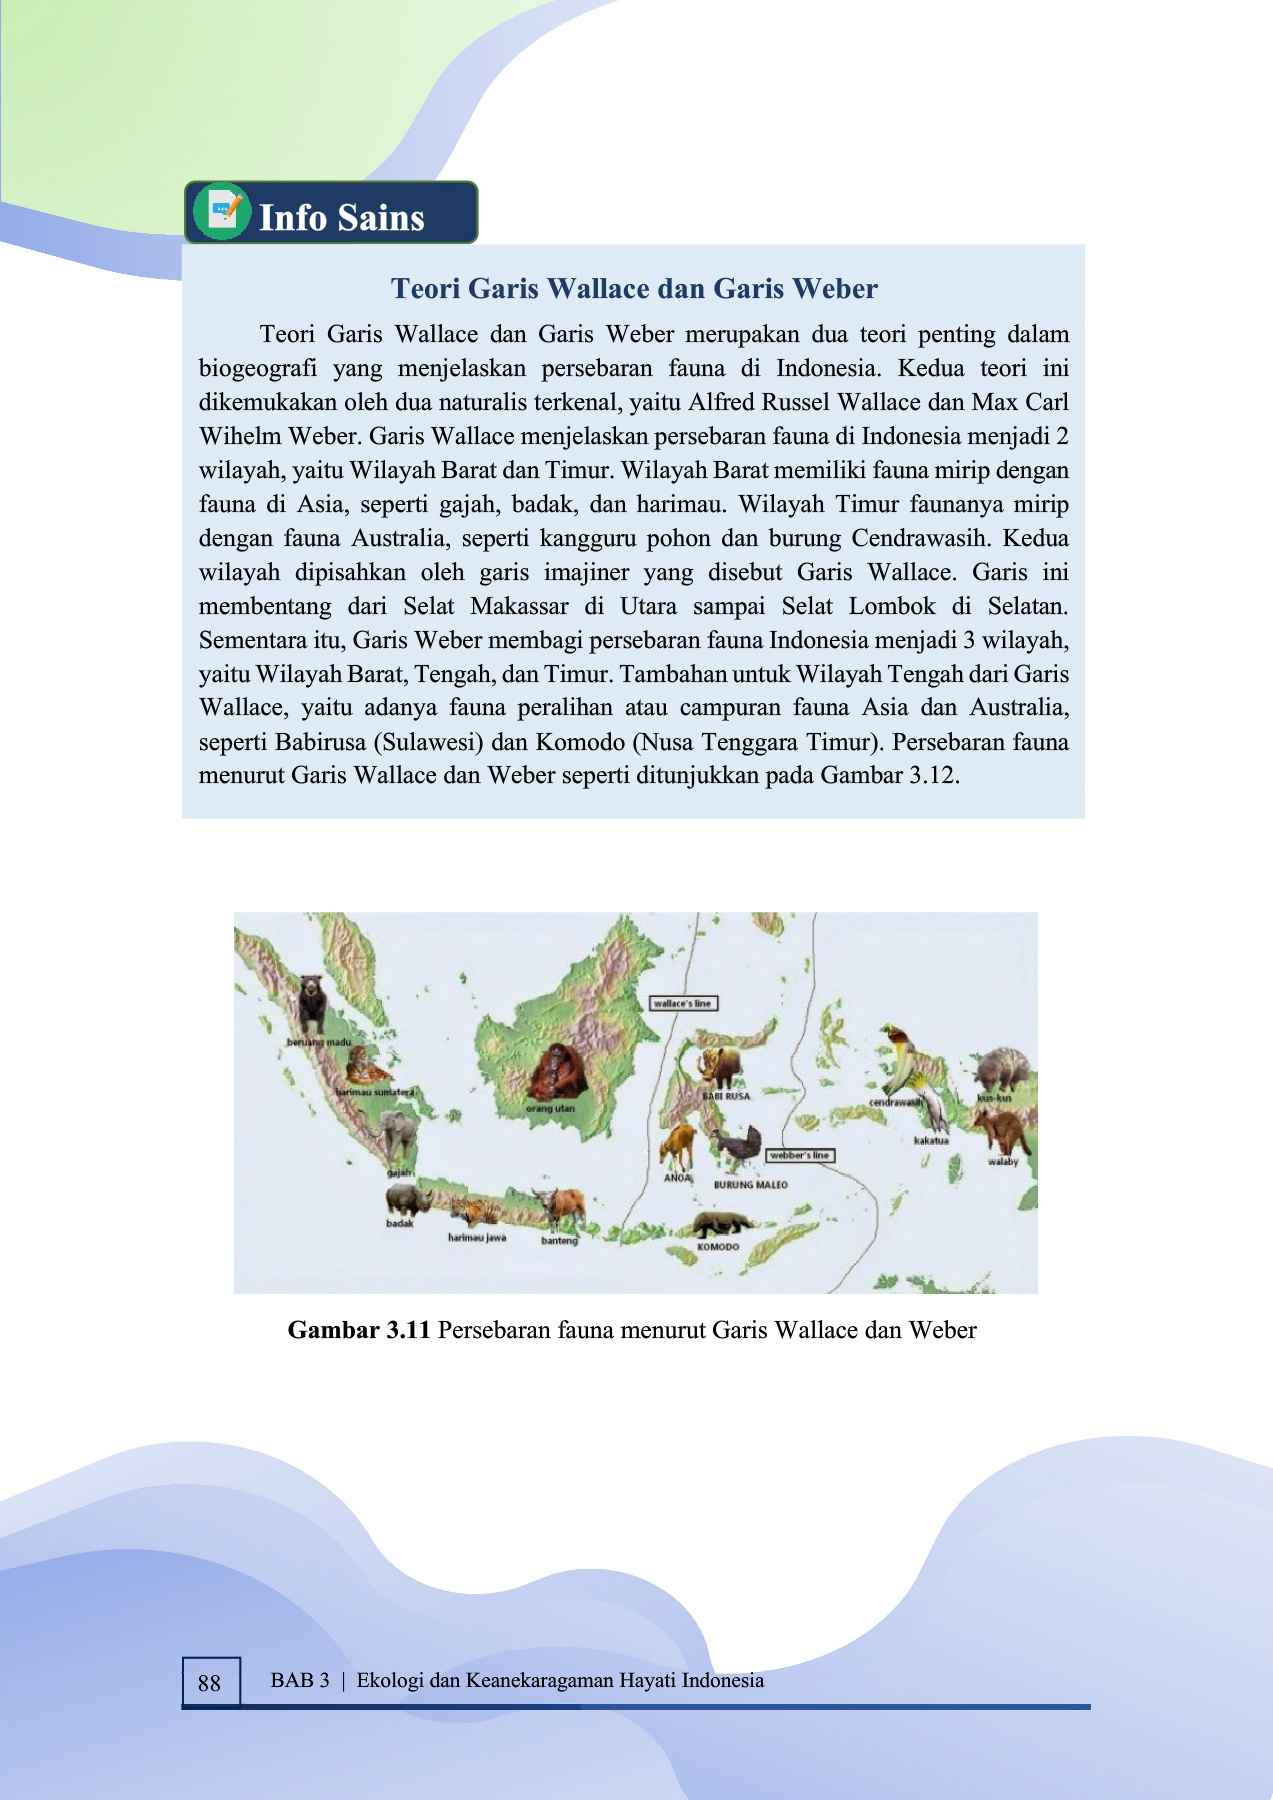 Info Sains
Teori Garis Wallace dan Garis Weber
Teori Garis Wallace dan Garis Weber merupakan dua teori penting dalam
biogeografi yang menjelaskan persebaran fauna di Indonesia. Kedua teori ini
dikemukakan oleh dua naturalis terkenal, yaitu Alfred Russel Wallace dan Max Carl
Wihelm Weber. Garis Wallace menjelaskan persebaran fauna di Indonesia menjadi 2
wilayah, yaitu Wilayah Barat dan Timur. Wilayah Barat memiliki fauna mirip dengan
fauna di Asia, seperti gajah, badak, dan harimau. Wilayah Timur faunanya mirip
dengan fauna Australia, seperti kangguru pohon dan burung Cendrawasih. Kedua
wilayah dipisahkan oleh garis imajiner yang disebut Garis Wallace. Garis ini
membentang dari Selat Makassar di Utara sampai Selat Lombok di Selatan.
Sementara itu, Garis Weber membagi persebaran fauna Indonesia menjadi 3 wilayah,
yaitu Wilayah Barat, Tengah, dan Timur. Tambahan untuk Wilayah Tengah dari Garis
Wallace, yaitu adanya fauna peralihan atau campuran fauna Asia dan Australia,
seperti Babirusa (Sulawesi) dan Komodo (Nusa Tenggara Timur). Persebaran fauna
menurut Garis Wallace dan Weber seperti ditunjukkan pada Gambar 3.12.
wallace's line
beruang madu
harimau sumatera
orang utan
BABI RUSA
cendrawasih
kus-kus
kakatua
walaby
webber's line
gajah
ANOA
BURUNG MALEO
badak
harimau jawa
banteng
KOMODO
Gambar 3.11 Persebaran fauna menurut Garis Wallace dan Weber
88
BAB 3 | Ekologi dan Keanekaragaman Hayati Indonesia